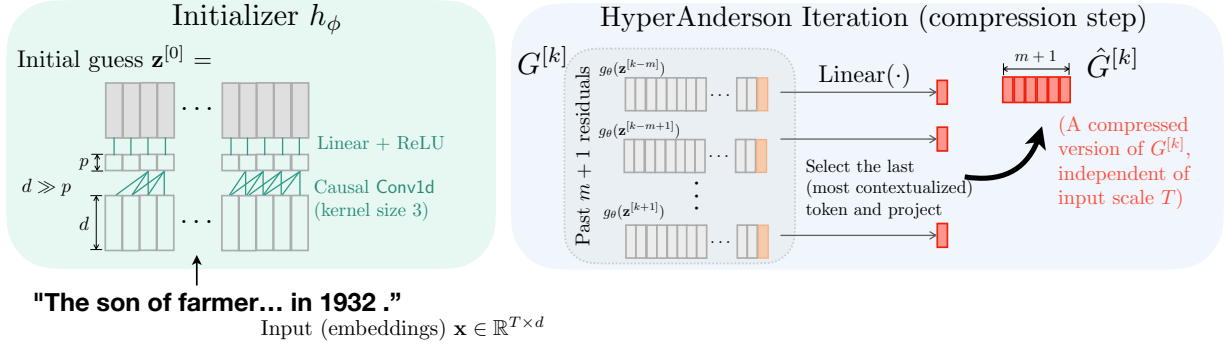 Initializer $h_\phi$
Initial guess $\mathbf{z}^{[0]}$ =
...
Linear + ReLU
p
d ≫ p
Causal Conv1d
(kernel size 3)
d
...
"The son of farmer... in 1932 .”
Input (embeddings) $\mathbf{x} \in \mathbb{R}^{T \times d}$
HyperAnderson Iteration (compression step)
$G^{[k]}$
Past m + 1 residuals
$g_\theta(\mathbf{z}^{[k-m]})$
...
$g_\theta(\mathbf{z}^{[k-m+1]})$
...
⋮
$g_\theta(\mathbf{z}^{[k+1]})$
...
Linear(·)
Select the last
(most contextualized)
token and project
m + 1
$\hat{G}^{[k]}$
(A compressed
version of $G^{[k]}$,
independent of
input scale T)